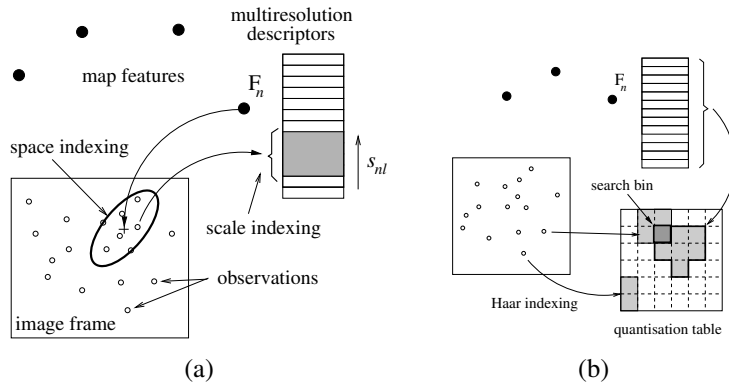 multiresolution
descriptors
map features
F_n
space indexing
s_nl
scale indexing
observations
image frame
(a)
F_n
search bin
Haar indexing
quantisation table
(b)